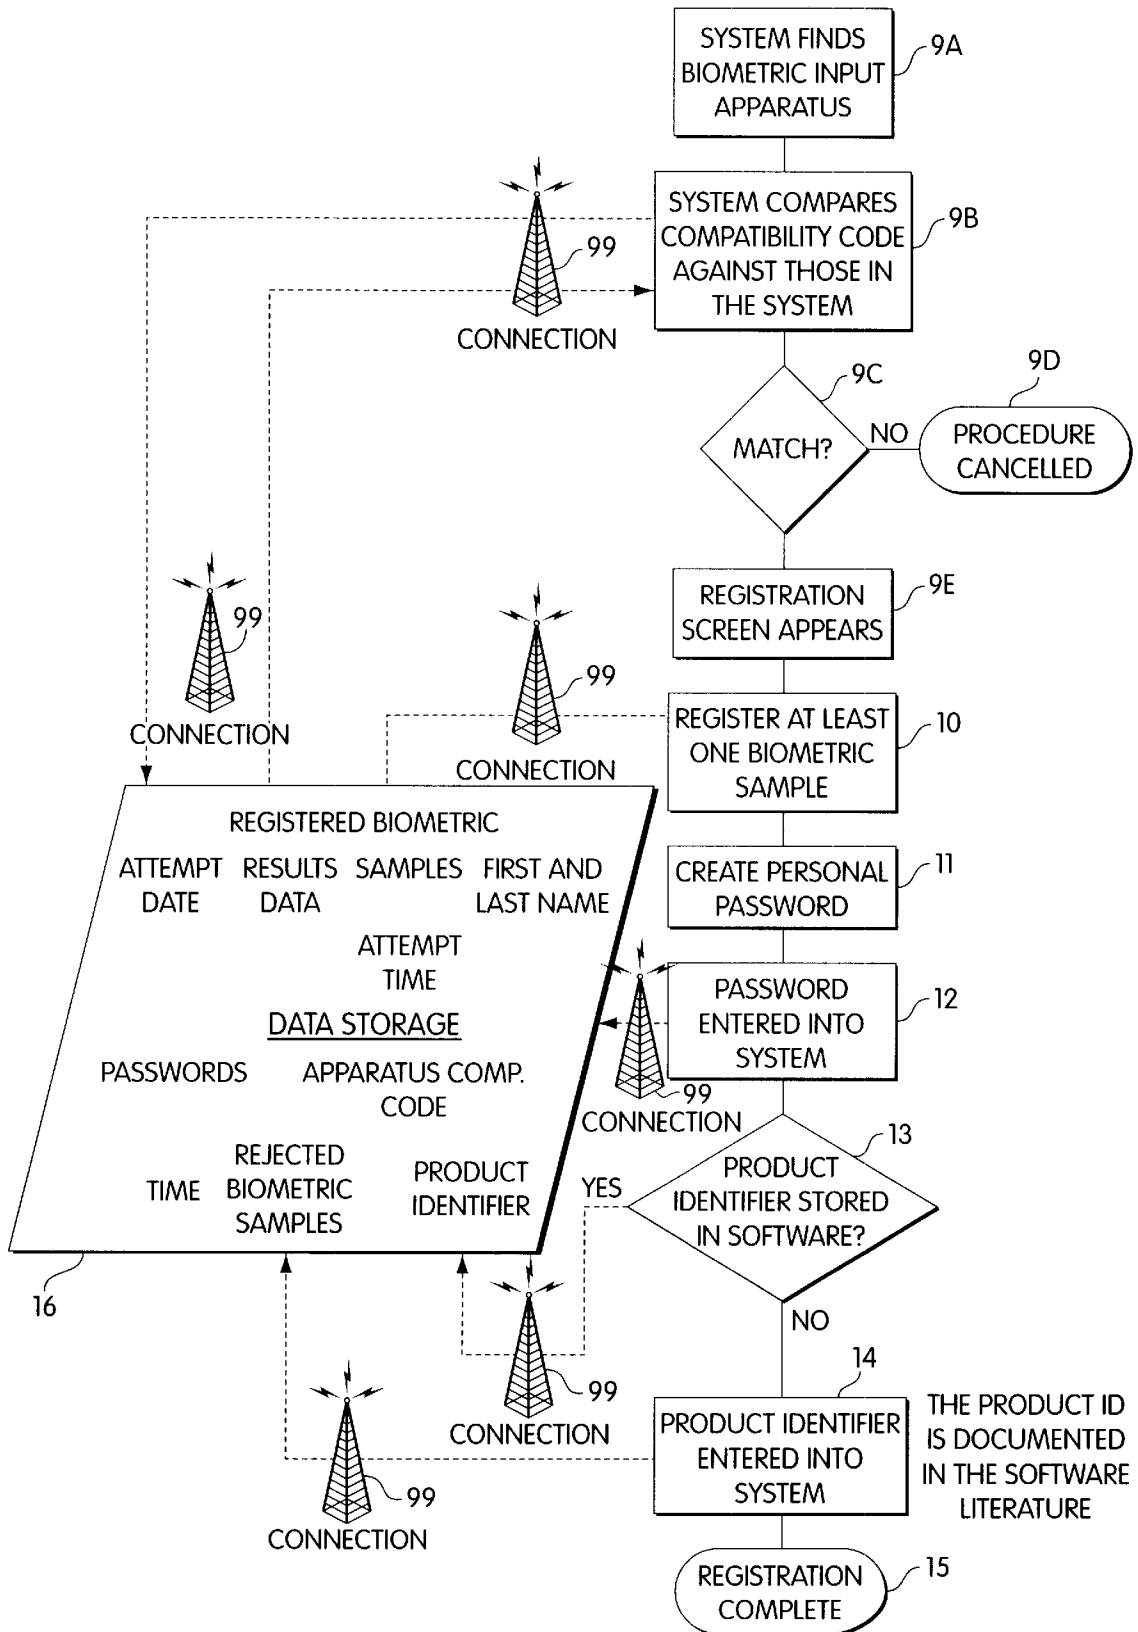 SYSTEM FINDS
BIOMETRIC INPUT
APPARATUS
9A
SYSTEM COMPARES
COMPATIBILITY CODE
AGAINST THOSE IN
THE SYSTEM
9B
99
CONNECTION
MATCH?
9C
NO
9D
PROCEDURE
CANCELLED
REGISTRATION
SCREEN APPEARS
9E
99
CONNECTION
99
CONNECTION
REGISTER AT LEAST
ONE BIOMETRIC
SAMPLE
10
CREATE PERSONAL
PASSWORD
11
PASSWORD
ENTERED INTO
SYSTEM
12
99
CONNECTION
REGISTERED BIOMETRIC
ATTEMPT
DATE
RESULTS
DATA
SAMPLES
FIRST AND
LAST NAME
ATTEMPT
TIME
DATA STORAGE
PASSWORDS
APPARATUS COMP.
CODE
TIME
REJECTED
BIOMETRIC
SAMPLES
PRODUCT
IDENTIFIER
16
PRODUCT
IDENTIFIER STORED
IN SOFTWARE?
13
YES
NO
99
CONNECTION
99
CONNECTION
14
PRODUCT IDENTIFIER
ENTERED INTO
SYSTEM
THE PRODUCT ID
IS DOCUMENTED
IN THE SOFTWARE
LITERATURE
REGISTRATION
COMPLETE
15